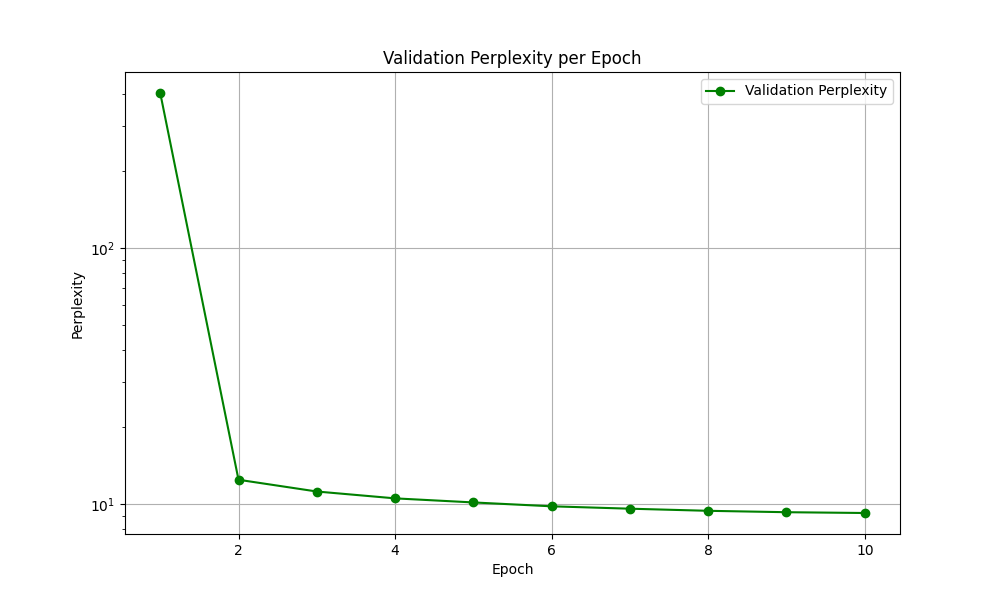 Validation Perplexity per Epoch
Validation Perplexity
10²
10¹
Perplexity
2 4 6 8 10
Epoch